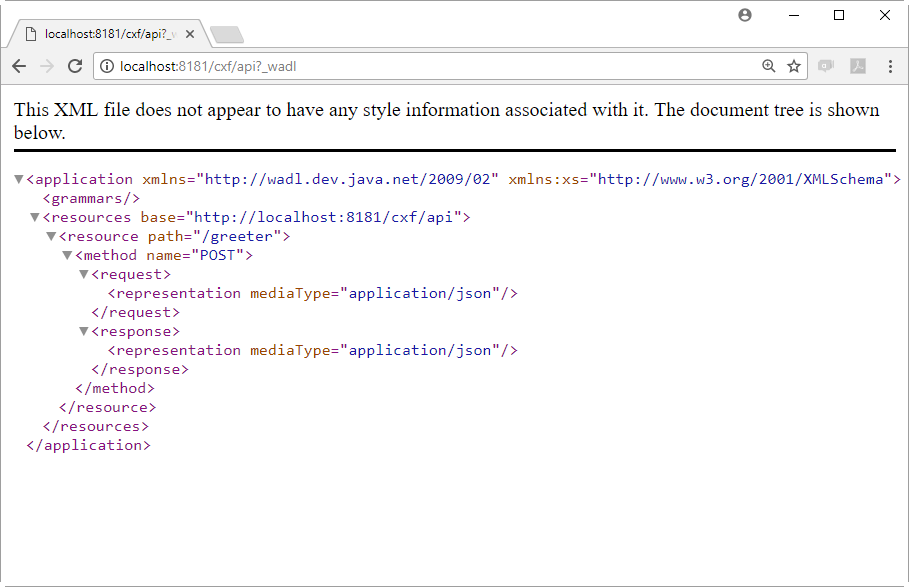 localhost:8181/cxf/api?_w
localhost:8181/cxf/api?_wadl
This XML file does not appear to have any style information associated with it. The document tree is shown
below.
<application xmlns="http://wadl.dev.java.net/2009/02" xmlns:xs="http://www.w3.org/2001/XMLSchema">
<grammars/>
<resources base="http://localhost:8181/cxf/api">
<resource path="/greeter">
<method name="POST">
<request>
<representation mediaType="application/json"/>
</request>
<response>
<representation mediaType="application/json"/>
</response>
</method>
</resource>
</resources>
</application>